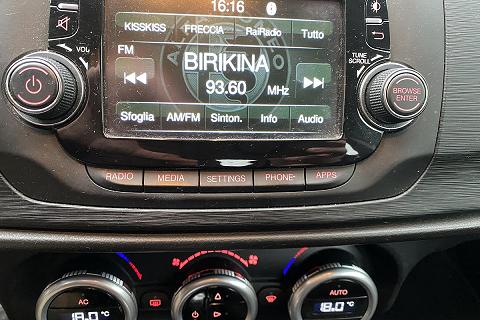 16:16
KISSKISS FRECCIA RaiRadio Tutto
FM
VOL
TUNE
SCROLL
BIRIKINA
93.60 MHz
BROWSE
ENTER
Sfoglia AM/FM Sinton. Info Audio
RADIO MEDIA SETTINGS PHONE APPS
AC AUTO
18.0°C 18.0°C